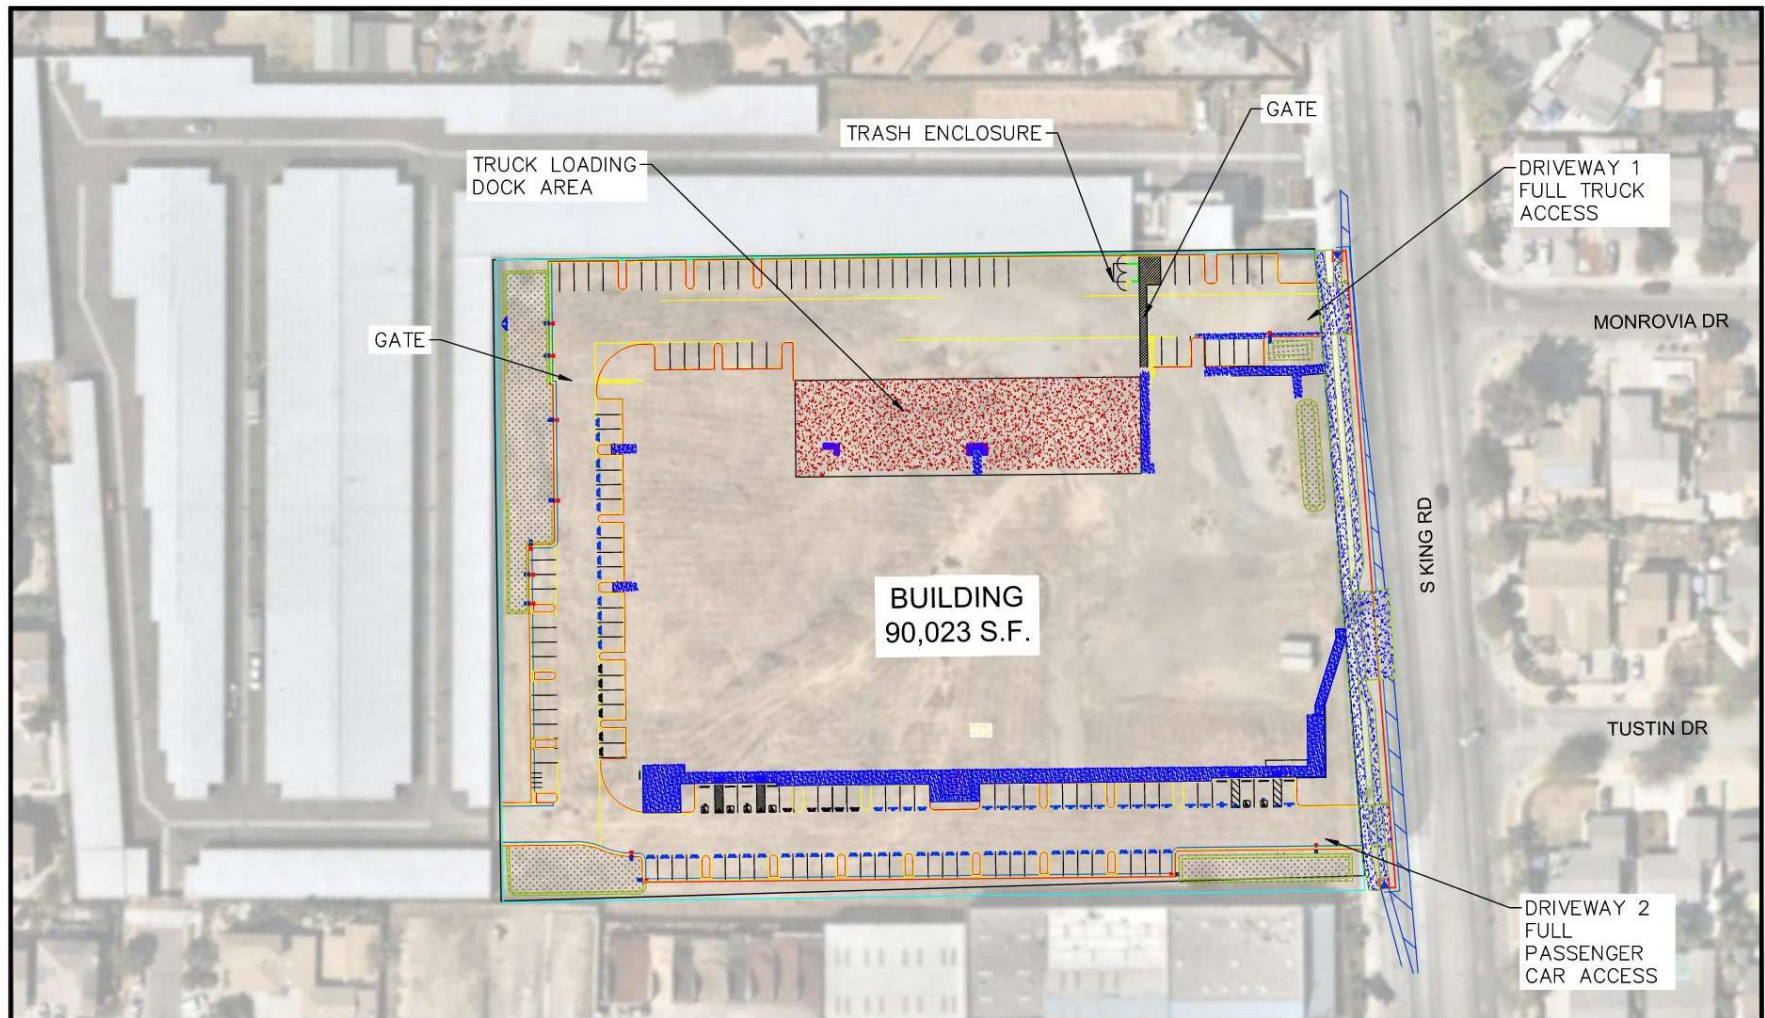 GATE
TRASH ENCLOSURE
TRUCK LOADING
DOCK AREA
DRIVEWAY 1
FULL TRUCK
ACCESS
GATE
MONROVIA DR
S KING RD
BUILDING
90,023 S.F.
TUSTIN DR
DRIVEWAY 2
FULL
PASSENGER
CAR ACCESS